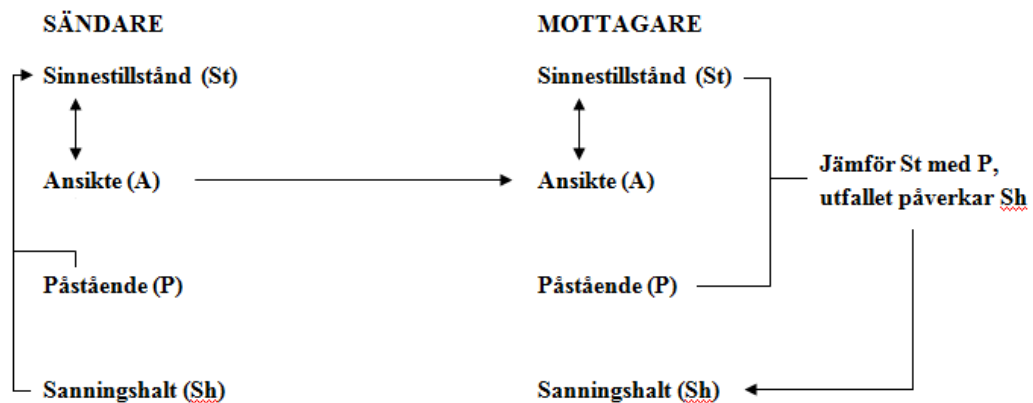 SÄNDARE
Sinnestillstånd (St)
Ansikte (A)
Påstående (P)
Sanningshalt (Sh)
MOTTAGARE
Sinnestillstånd (St)
Ansikte (A)
Påstående (P)
Sanningshalt (Sh)
Jämför St med P,
utfallet påverkar Sh